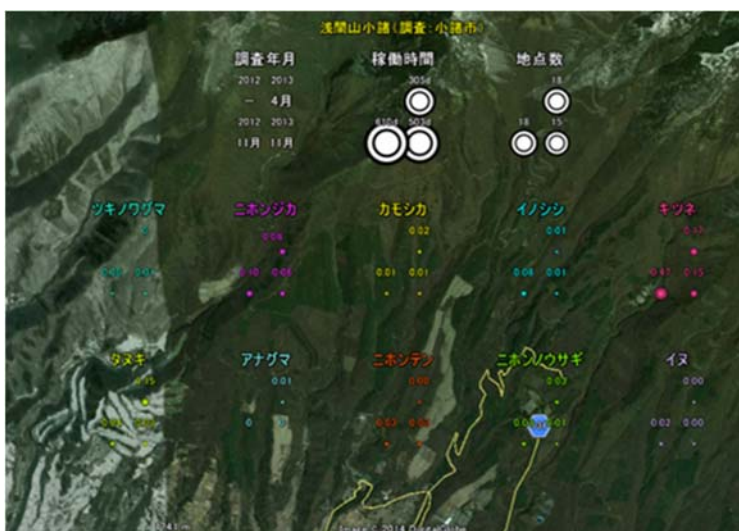 浅間山小諸(調査:小諸市)
調査年月 稼働時間 地点数
2012 2013 305d 18
― 4月
2012 2013 610d 503d 18 15
11月 11月
ツキノワグマ ニホンジカ カモシカ イノシシ キツネ
0.08 0.02 0.01 0.17
0.10 0.01 0.01 0.01 0.47 0.15
タヌキ アナグマ ニホンテン ニホンノウサギ イヌ
0.01 0.00 0.03 0.00
0 0.03 0.02 0.00